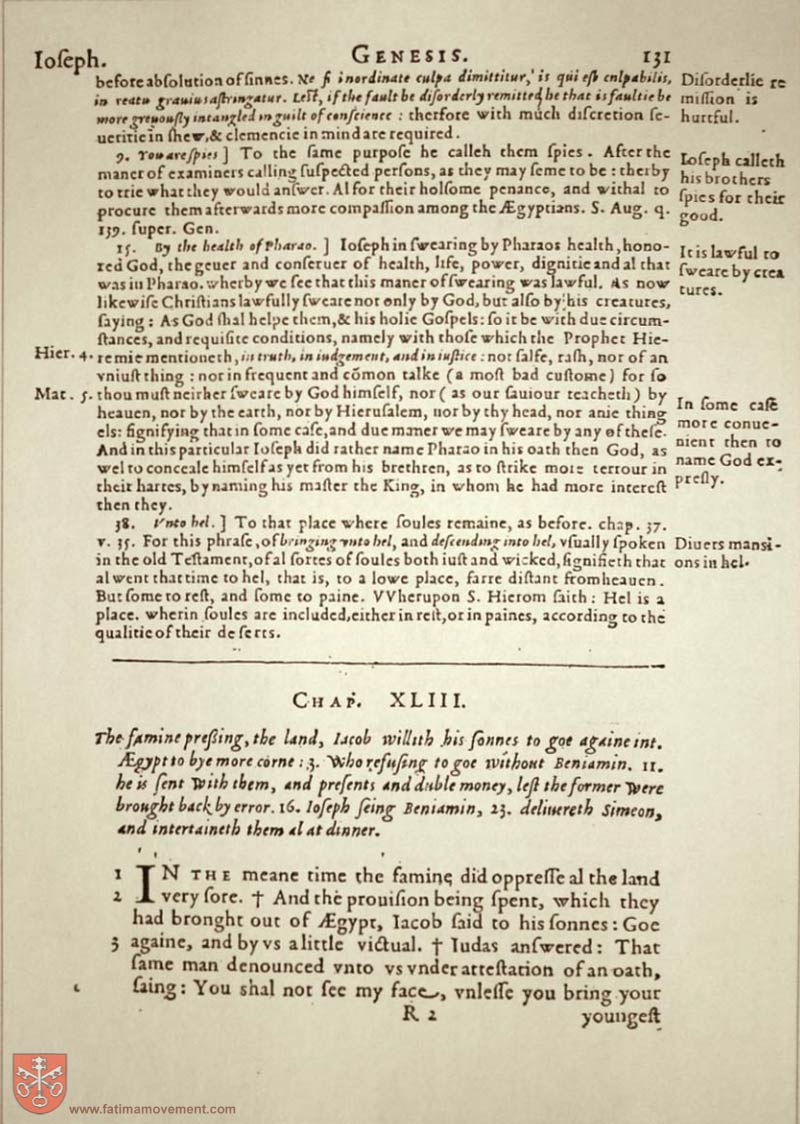 Ioſeph. GENESIS. 131
before abſolution of ſinnes. Ne ſi inordinate culpa dimittitur, is qui eſt culpabilis,
in reatu grauius aſtringatur. Leſt, if the fault be diſorderly remitted he that is faultie be
more greuouſly intangled in guilt of conſcience : therfore with much diſcretion ſe-
ueritie in ſhew, & clemencie in mind are required.
Diſorderlie re
miſſion is
hurtful.
9. You are ſpies ] To the ſame purpoſe he calleh them ſpies. After the
maner of examiners calling ſuſpected perſons, as they may ſeme to be : therby
to trie what they would anſwer. Al for their holſome penance, and withal to
procure them afterwards more compaſſion among the Ægyptians. S. Aug. q.
139. ſuper. Gen.
Ioſeph calleth
his brothers
ſpies for their
good.
15. By the health of Pharao. ] Ioſeph in ſwearing by Pharaos health, hono-
red God, the geuer and conſeruer of health, life, power, dignitie and al that
was in Pharao. wherby we ſee that this maner of ſwearing was lawful. As now
likewiſe Chriſtians lawfully ſweare not only by God, but alſo by his creatures,
ſaying : As God ſhal helpe them, & his holie Goſpels: ſo it be with due circum-
ſtances, and requiſite conditions, namely with thoſe which the Prophet Hie-
It is lawful to
ſweare by crea
tures.
Hier. 4. remie mentioneth, in truth, in iudgement, and in iuſtice : not falſe, raſh, nor of an
vniuſt thing : nor in frequent and cõmon talke (a moſt bad cuſtome) for ſo
Mat. 5. thou muſt neirher ſweare by God himſelf, nor ( as our ſauiour teacheth ) by
heauen, nor by the earth, nor by Hieruſalem, nor by thy head, nor anie thing
els: ſignifying that in ſome caſe, and due maner we may ſweare by any of theſe.
And in this particular Ioſeph did rather name Pharao in his oath then God, as
wel to conceale himſelf as yet from his brethren, as to ſtrike more terrour in
their hartes, by naming his maſter the King, in whom he had more intereſt
then they.
In ſome caſe
more conue-
nient then to
name God ex-
preſly.
38. Vnto hel. ] To that place where ſoules remaine, as before. chap. 37.
v. 35. For this phraſe, of bringing vnto hel, and deſcending into hel, vſually ſpoken
in the old Teſtament, of al ſortes of ſoules both iuſt and wicked, ſignifieth that
al went that time to hel, that is, to a lowe place, farre diſtant from heauen.
But ſome to reſt, and ſome to paine. VVherupon S. Hierom ſaith : Hel is a
place. wherin ſoules are included, either in reſt, or in paines, according to the
qualitie of their deſerts.
Diuers manſi-
ons in hel.
CHAP. XLIII.
The famine preſſing, the land, Iacob willith his ſonnes to goe againe int.
Ægypt to bye more corne : 3. Who refuſing to goe without Beniamin. 11.
he is ſent with them, and preſents and duble money, leſt the former were
brought back by error. 16. Ioſeph ſeing Beniamin, 23. deliuereth Simeon,
and intertaineth them al at dinner.
1 IN THE meane time the famine did oppreſſe al the land
2 very ſore. † And the prouiſion being ſpent, which they
had bronght out of Ægypt, Iacob ſaid to his ſonnes : Goe
3 againe, and by vs a little victual. † Iudas anſwered : That
ſame man denounced vnto vs vnder atteſtation of an oath,
ſaing : You shal not ſee my face, vnleſſe you bring your
R 2 youngeſt
www.fatimamovement.com